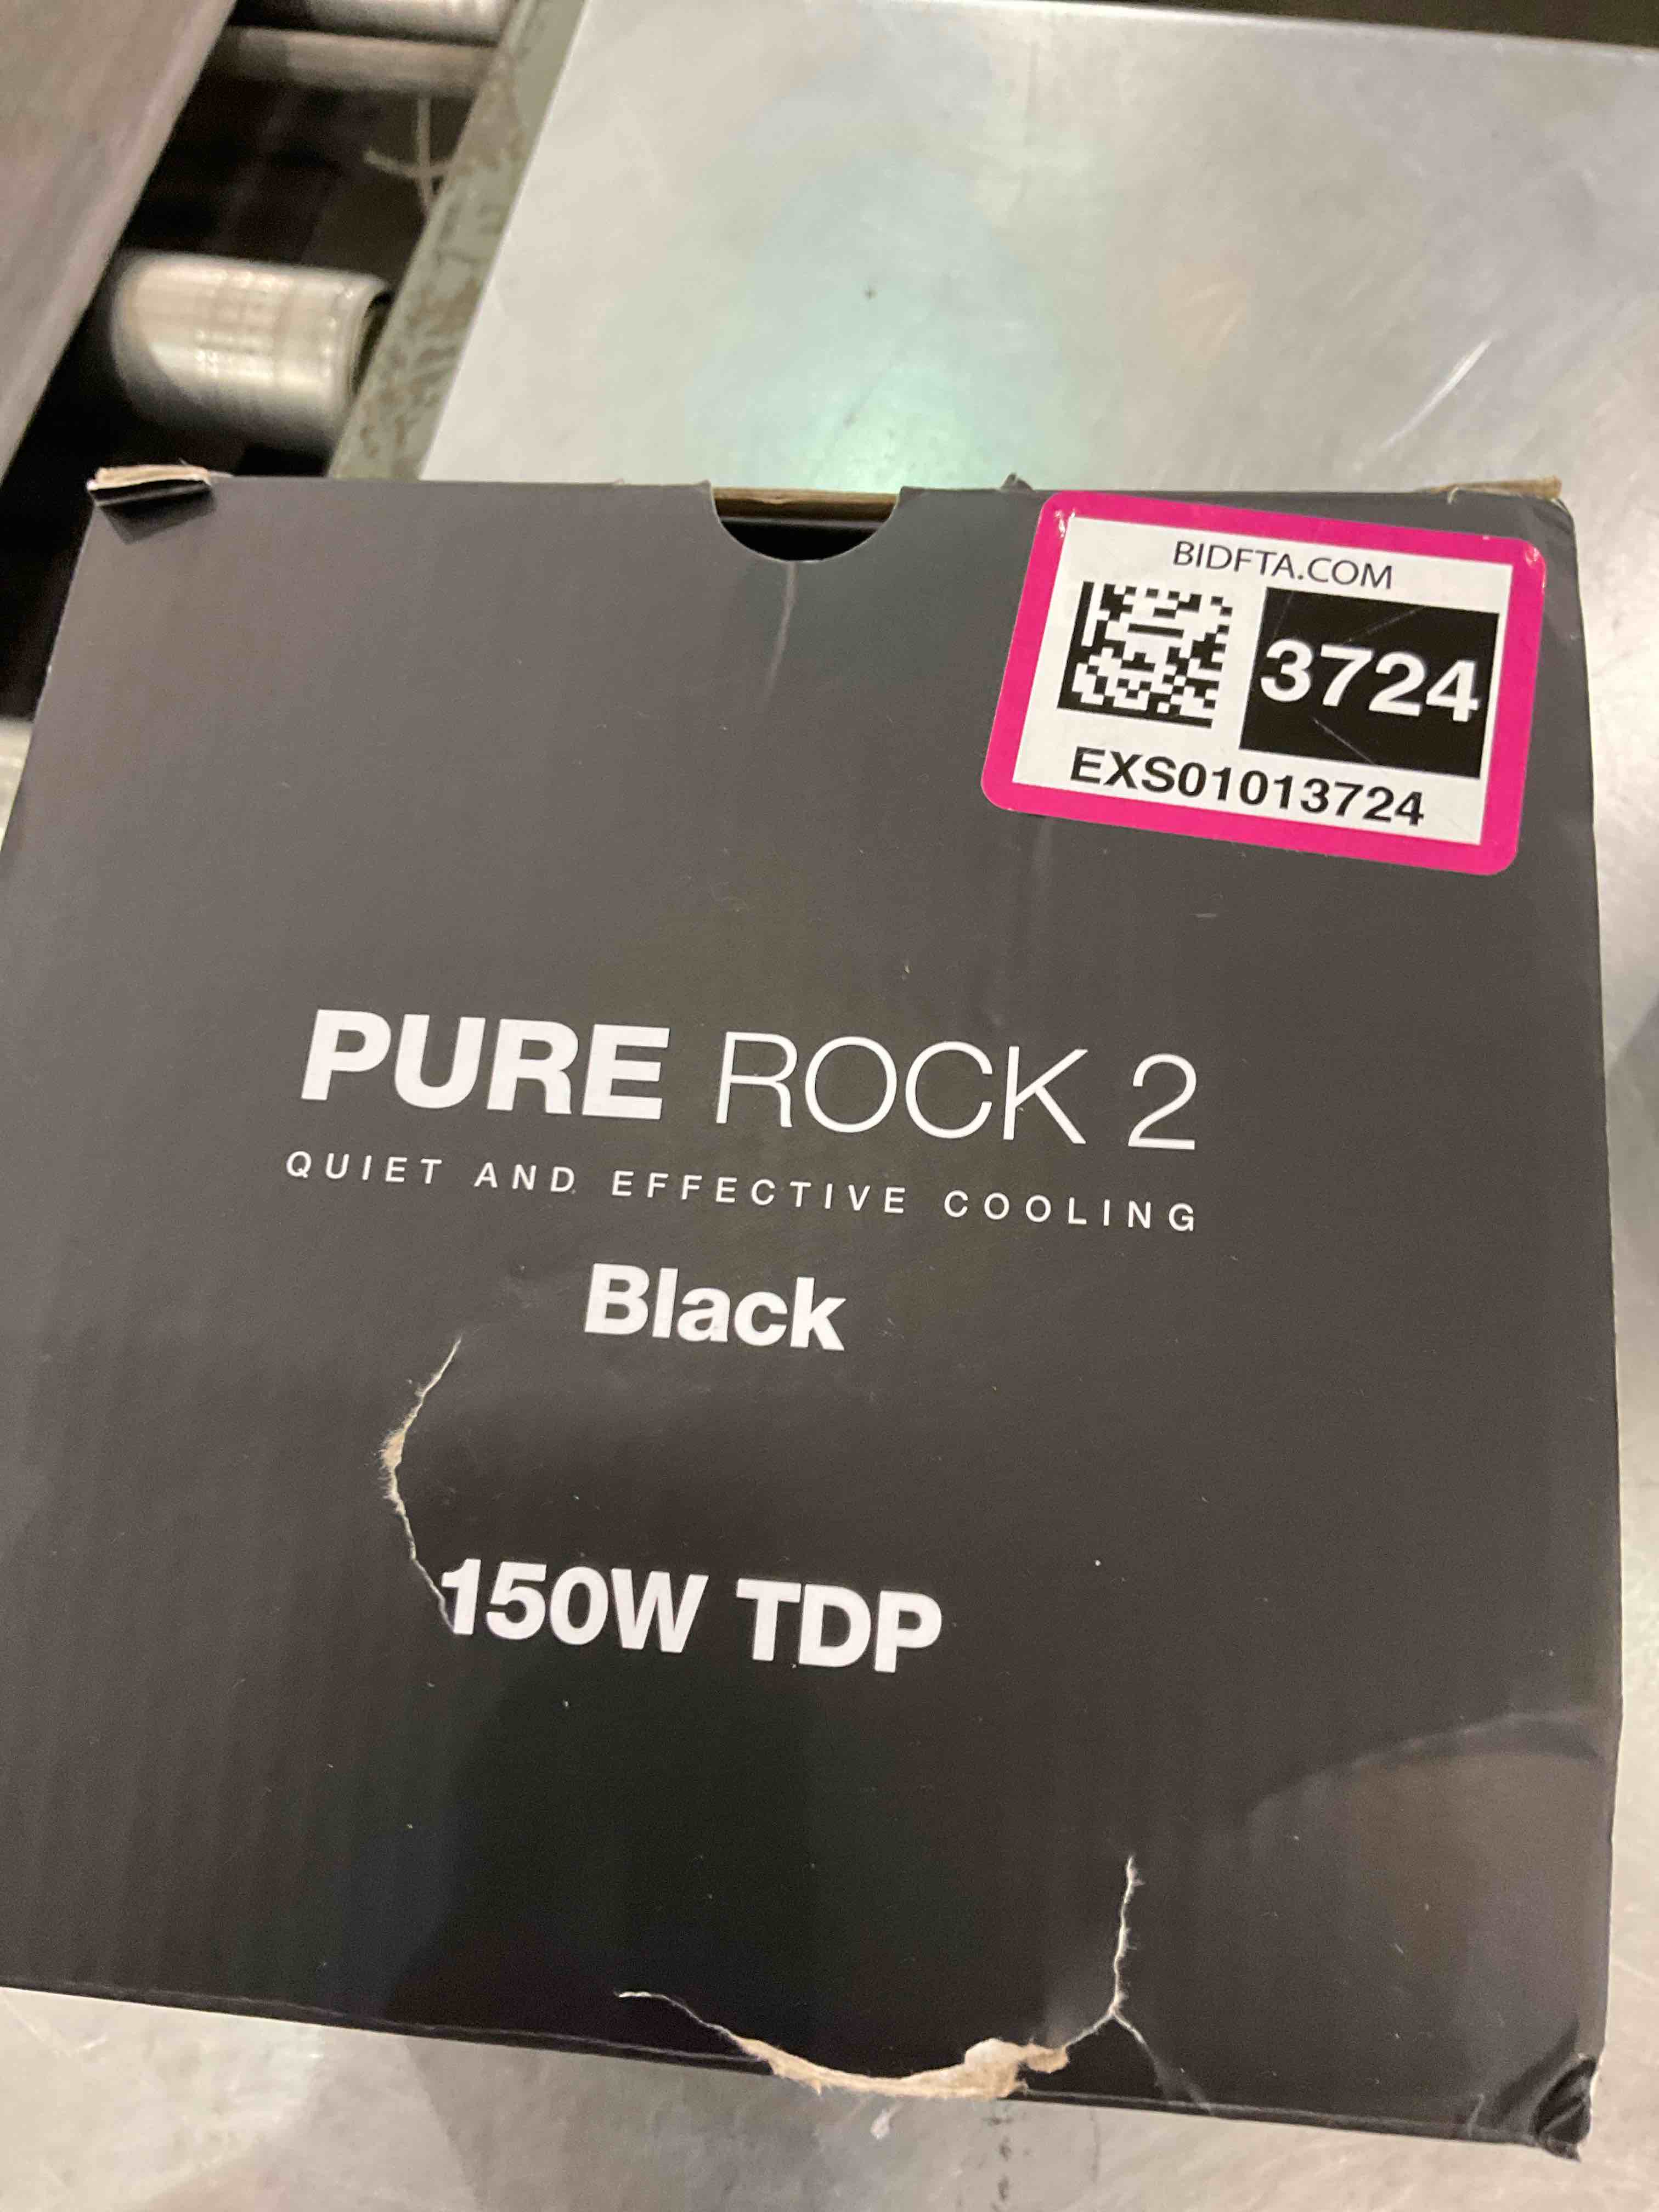 BIDFTA.COM
3724
EXS01013724
PURE ROCK 2
QUIET AND EFFECTIVE COOLING
Black
150W TDP